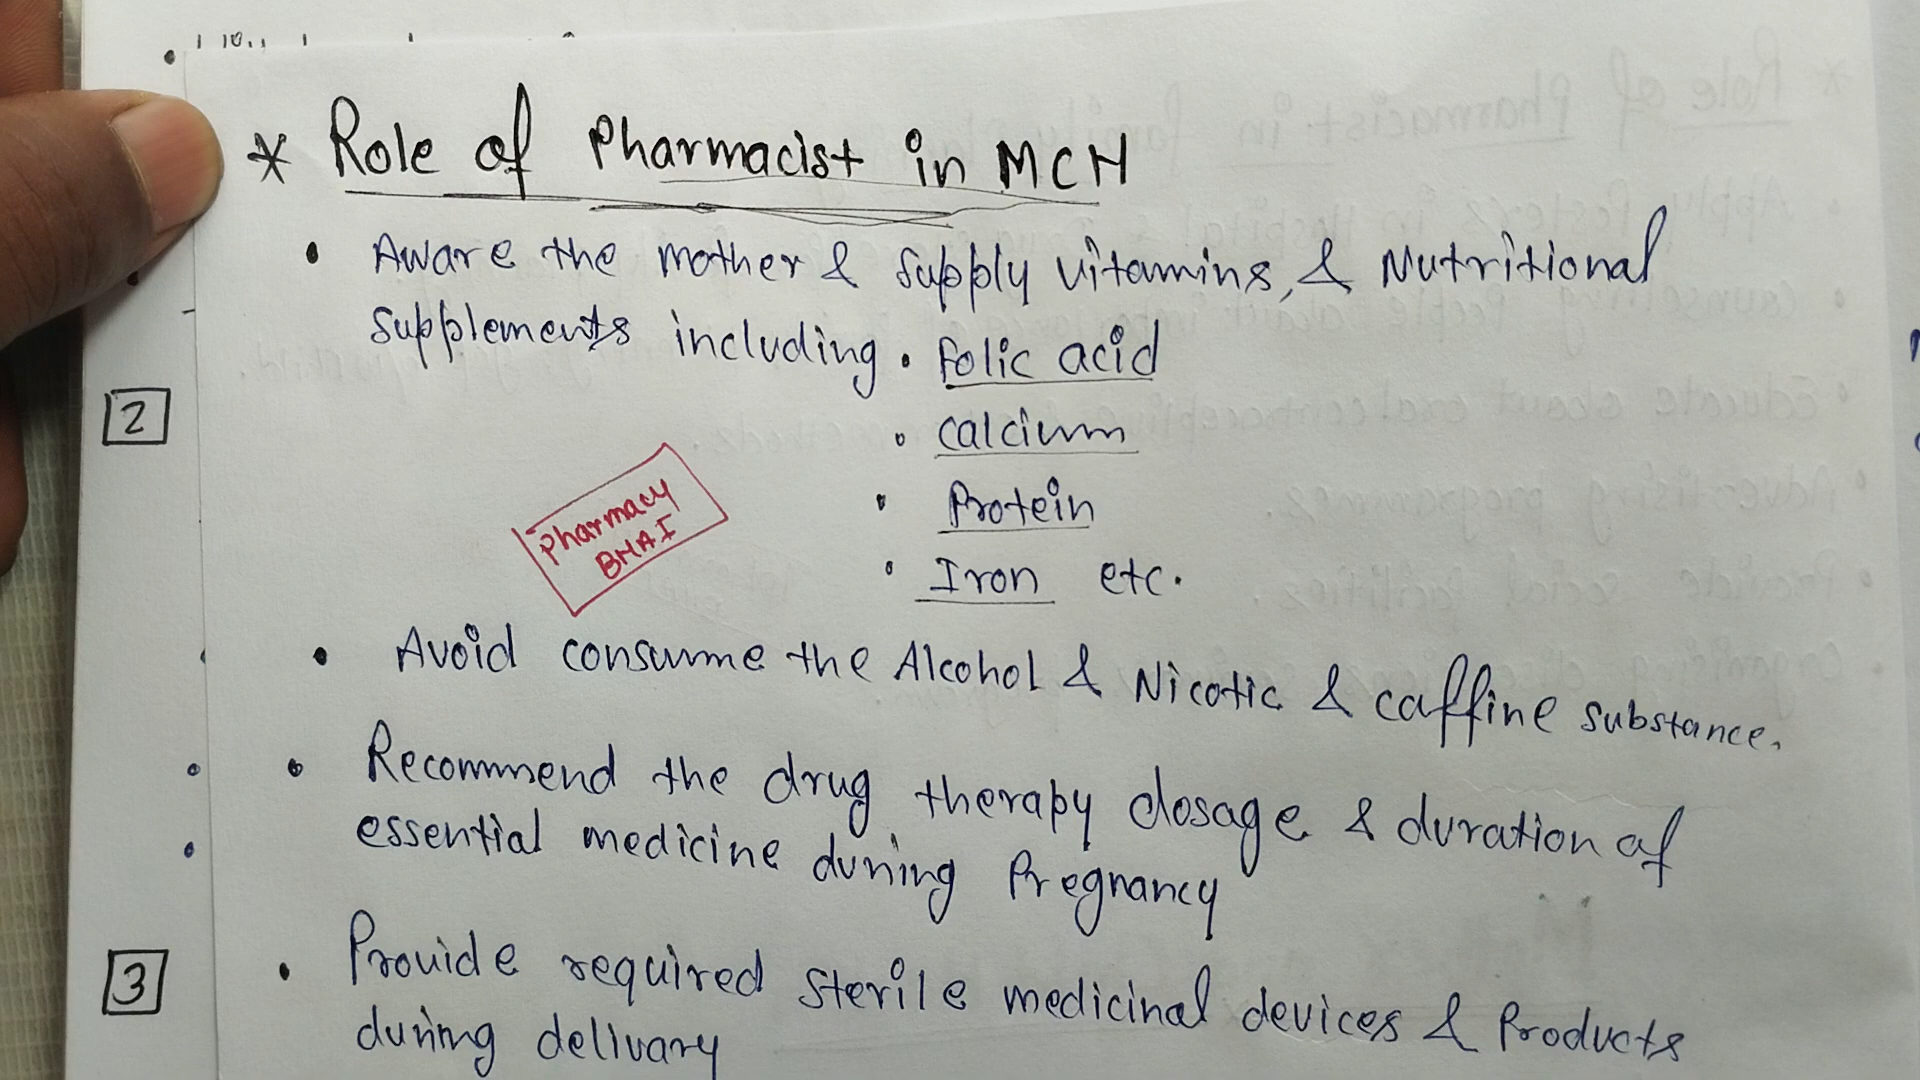 * Role of Pharmacist in MCH
• Aware the mother & supply vitamins, & Nutritional
supplements including • folic acid
2
• calcium
• Protein
pharmacy
BHAI
• Iron etc.
• Avoid consume the Alcohol & Nicotic & caffine substance.
• Recommend the drug therapy dosage & duration of
essential medicine during Pregnancy
3
• Provide required sterile medicinal devices & Products
during delivary